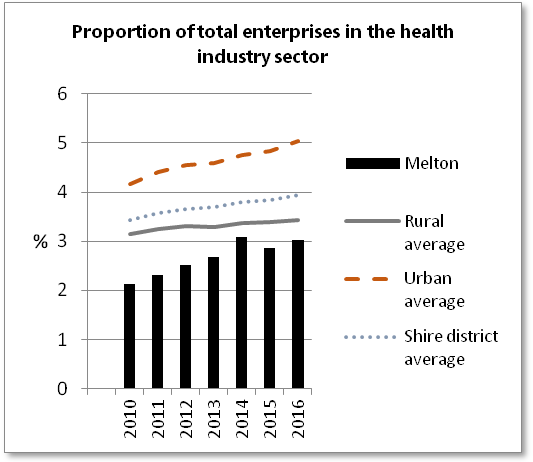 Proportion of total enterprises in the health
industry sector
6
5
4
3
2
1
0
%
2010
2011
2012
2013
2014
2015
2016
Melton
Rural
average
Urban
average
Shire district
average